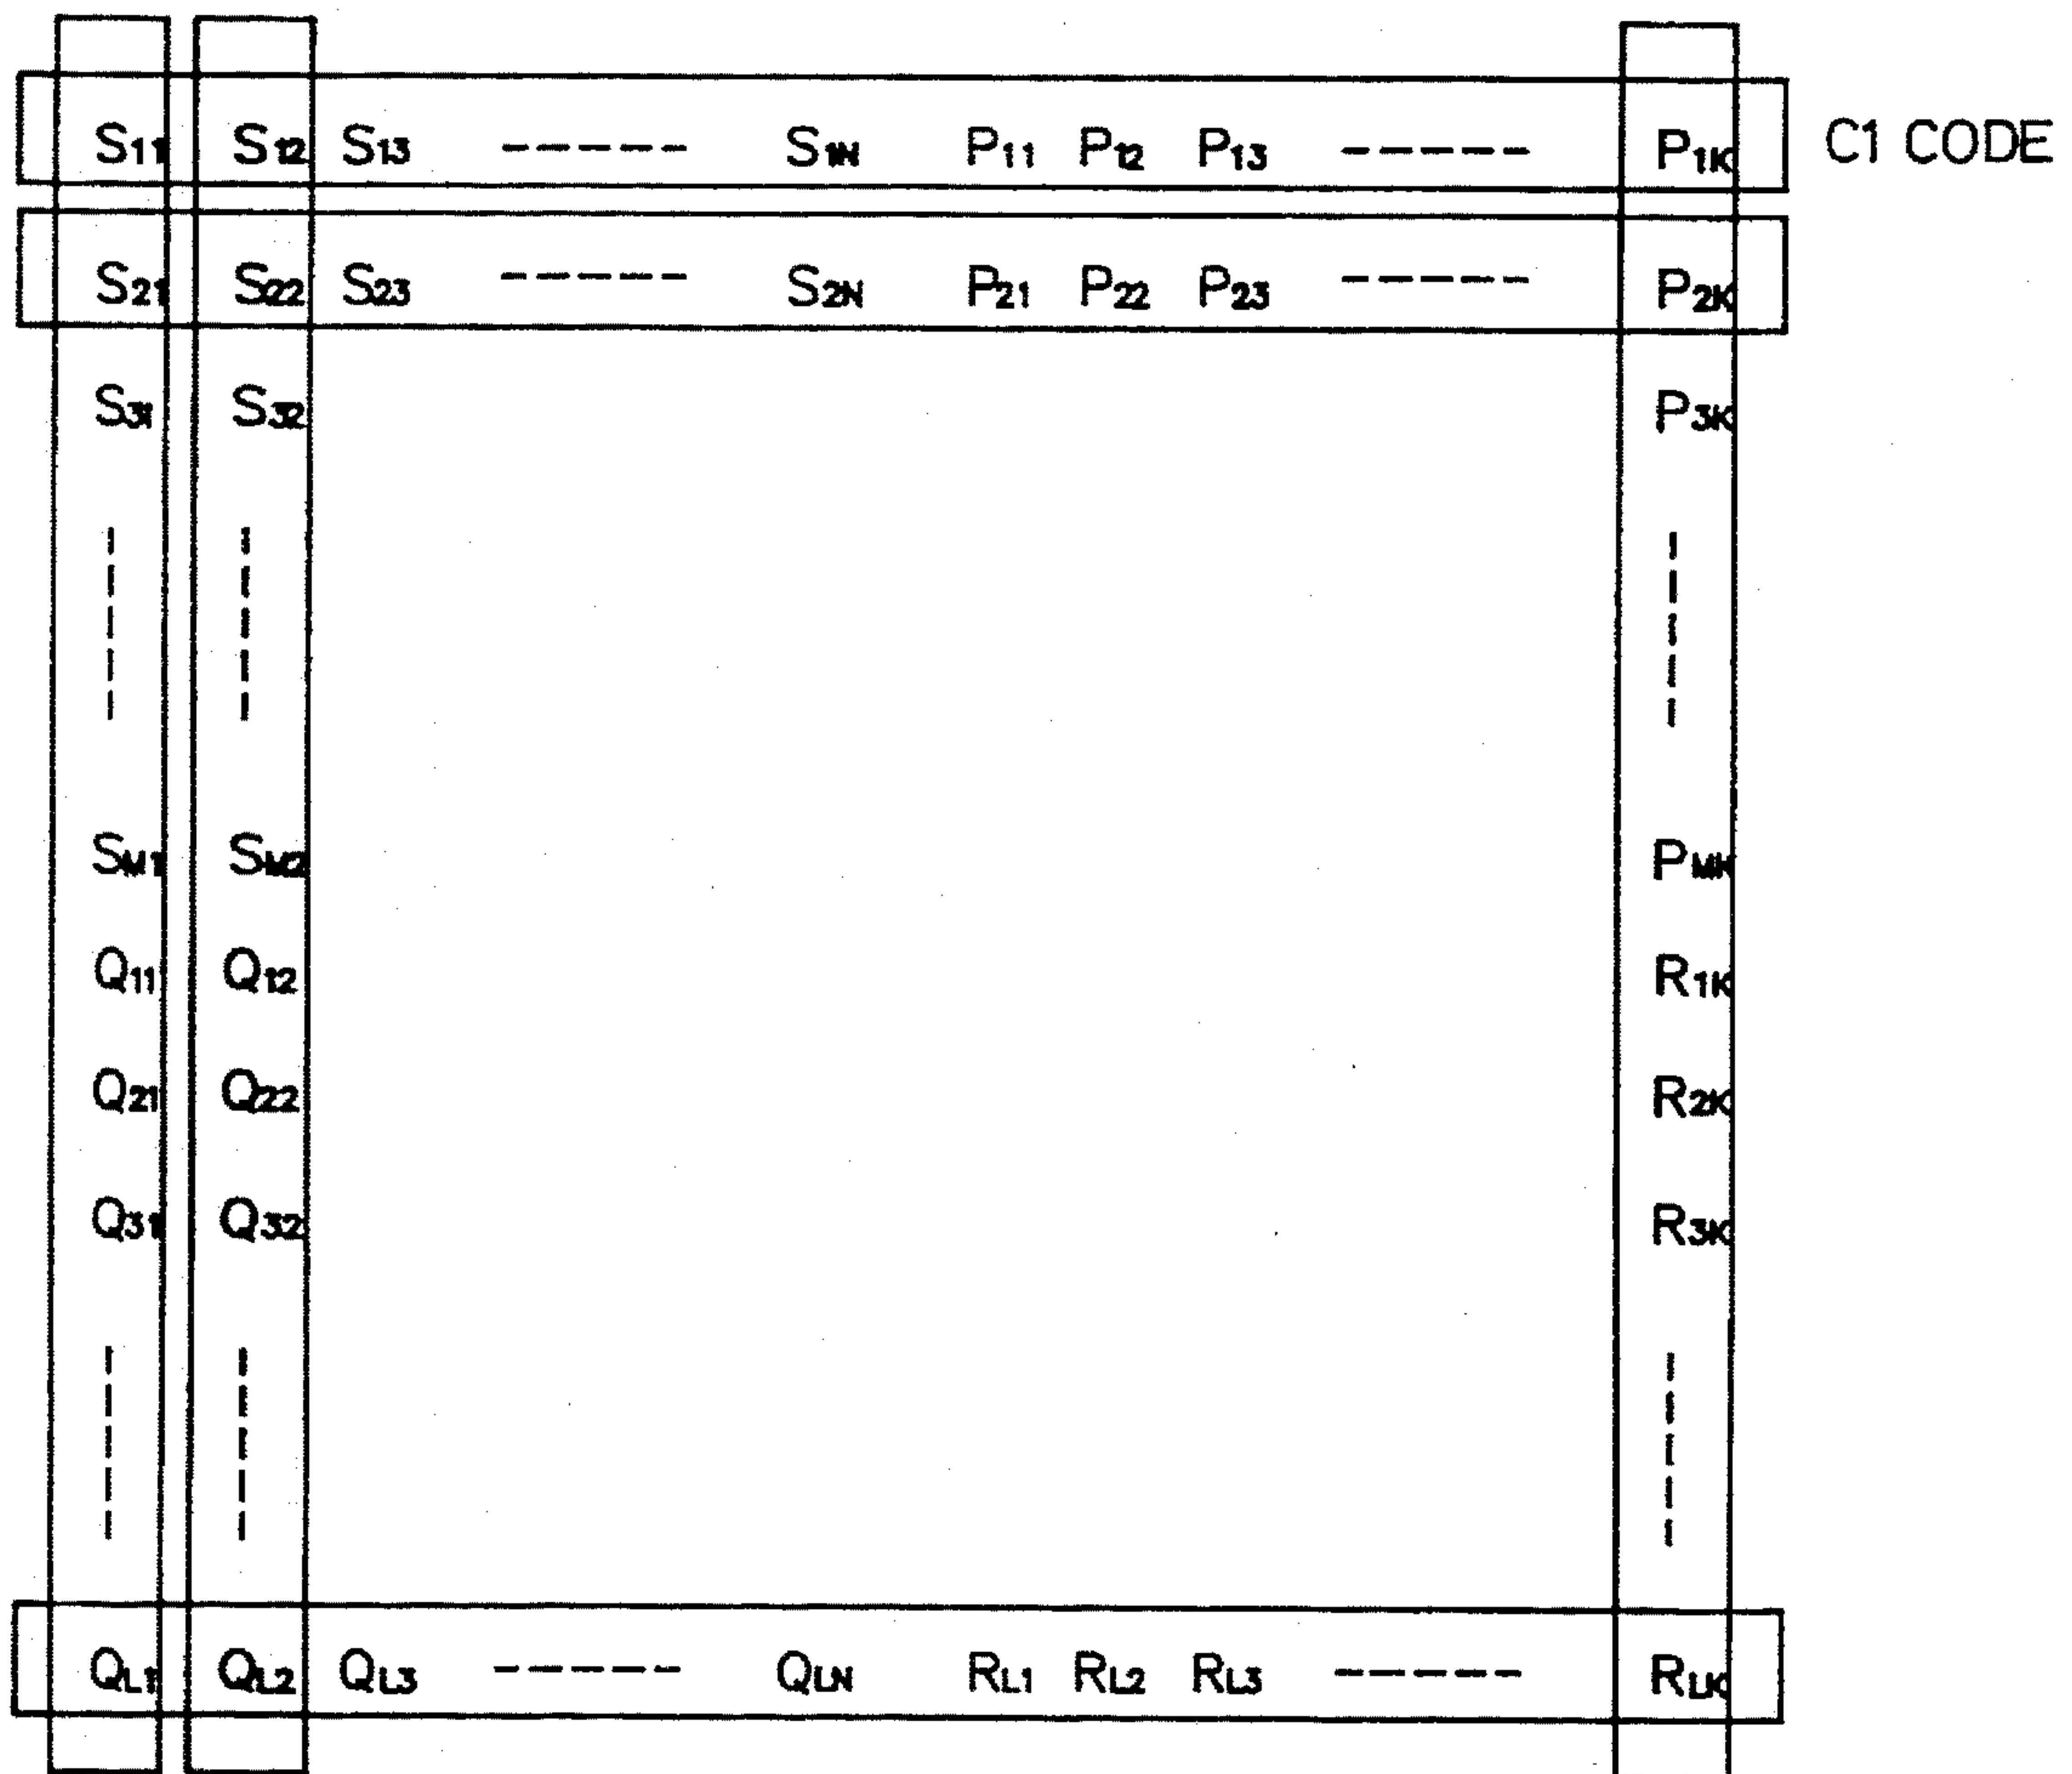 S11 S12 S13 ------ S1N P11 P12 P13 ------ P1K C1 CODE
S21 S22 S23 ------ S2N P21 P22 P23 ------ P2K
S31 S32 P3K
SM1 SM2 PMK
Q11 Q12 R1K
Q21 Q22 R2K
Q31 Q32 R3K
QL1 QL2 QL3 ------ QLN RL1 RL2 RL3 ------ RLK